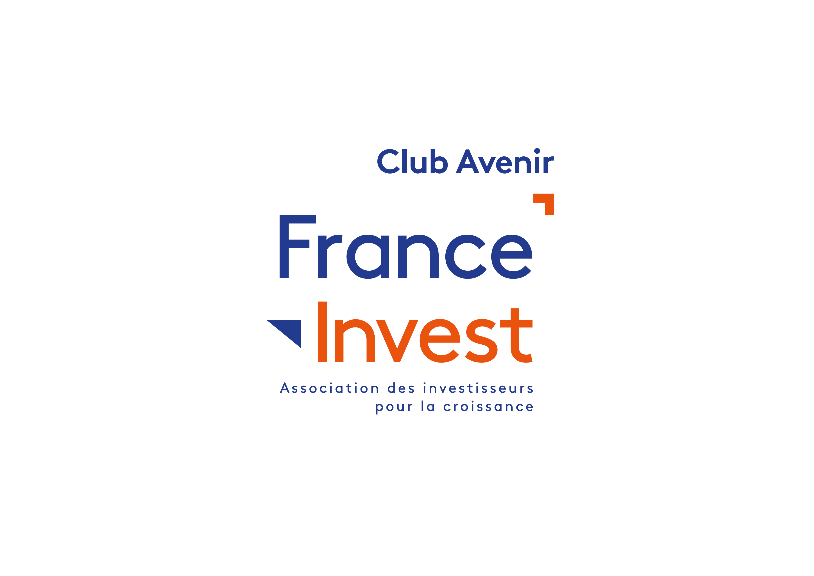 Club Avenir
France
Invest
Association des investisseurs
pour la croissance